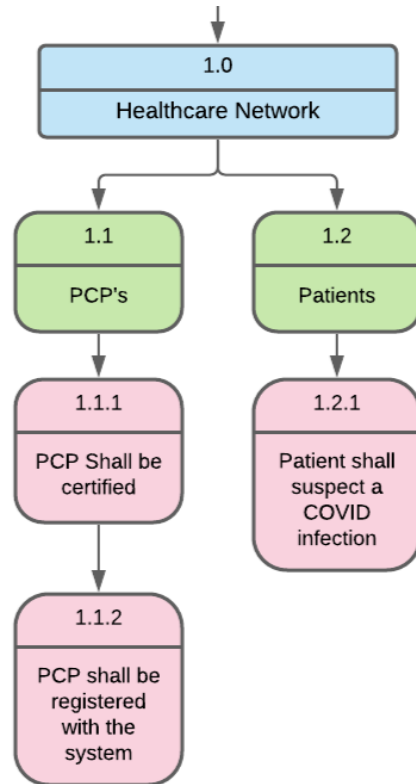 1.0
Healthcare Network
1.1
PCP's
1.2
Patients
1.1.1
PCP Shall be
certified
1.2.1
Patient shall
suspect a
COVID
infection
1.1.2
PCP shall be
registered
with the
system